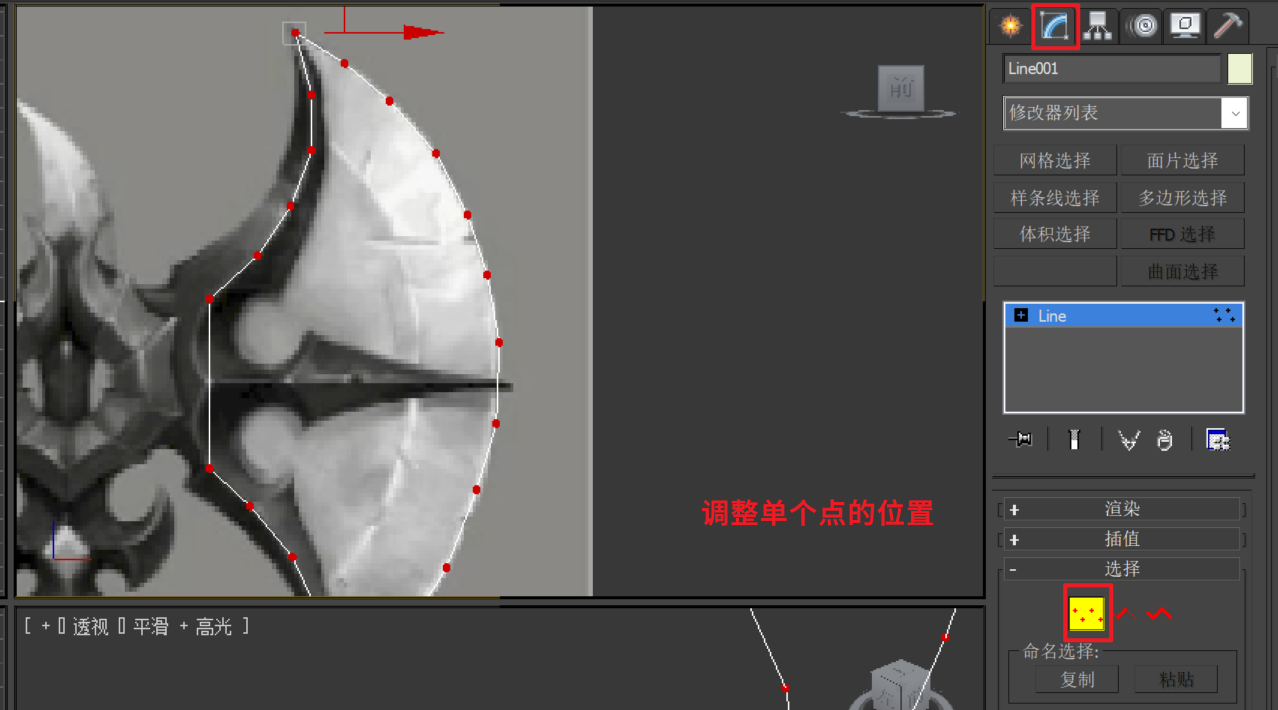 Line001
前
修改器列表
网格选择 面片选择
样条线选择 多边形选择
体积选择 FFD 选择
曲面选择
+ Line
调整单个点的位置
+ 渲染
+ 插值
- 选择
命名选择:
复制 粘贴
[ + [] 透视 [] 平滑 + 高光 ]